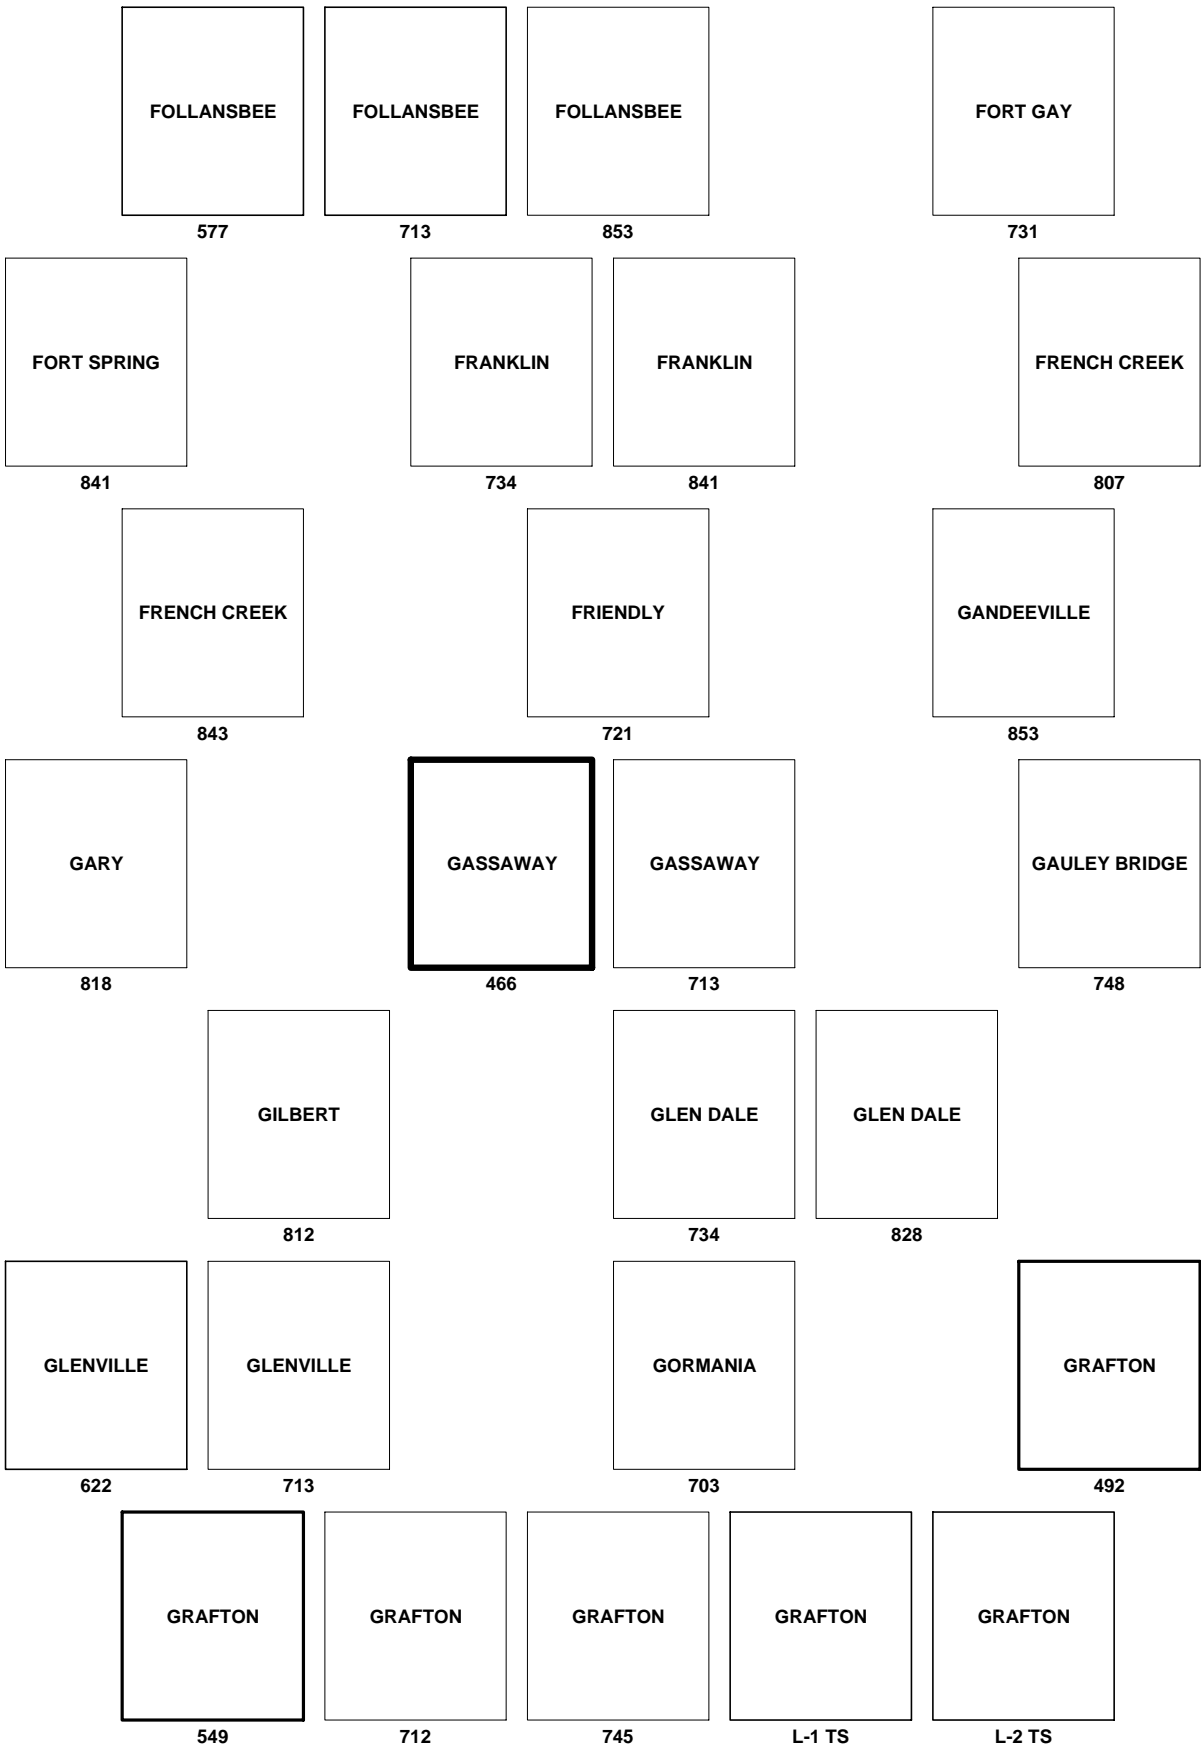 FOLLANSBEE FOLLANSBEE FOLLANSBEE FORT GAY
577 713 853 731
FORT SPRING FRANKLIN FRANKLIN FRENCH CREEK
841 734 841 807
FRENCH CREEK FRIENDLY GANDEEVILLE
843 721 853
GARY GASSAWAY GASSAWAY GAULEY BRIDGE
818 466 713 748
GILBERT GLEN DALE GLEN DALE
812 734 828
GLENVILLE GLENVILLE GORMANIA GRAFTON
622 713 703 492
GRAFTON GRAFTON GRAFTON GRAFTON GRAFTON
549 712 745 L-1 TS L-2 TS